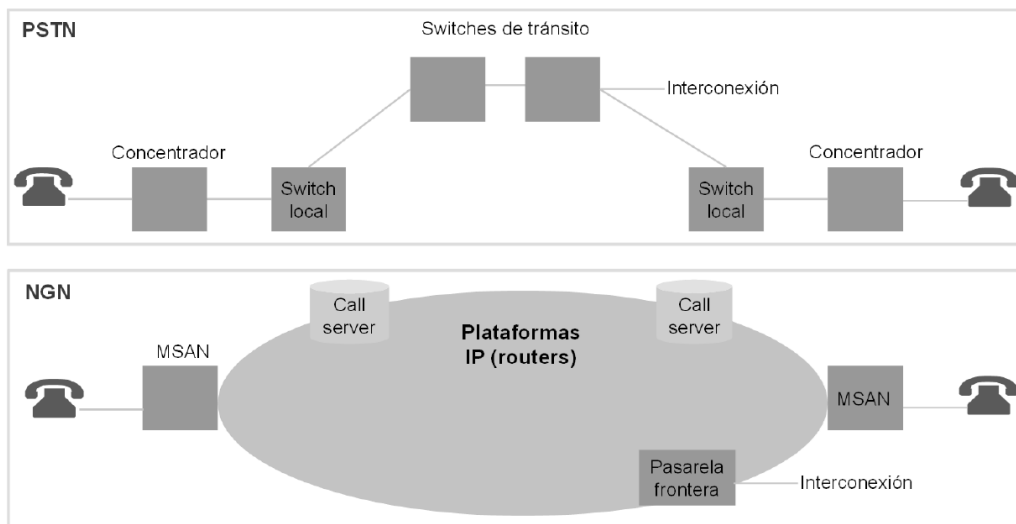 PSTN
Switches de tránsito
Interconexión
Concentrador
Concentrador
Switch
local
Switch
local
NGN
Call
server
Call
server
Plataformas
IP (routers)
MSAN
MSAN
Pasarela
frontera
Interconexión